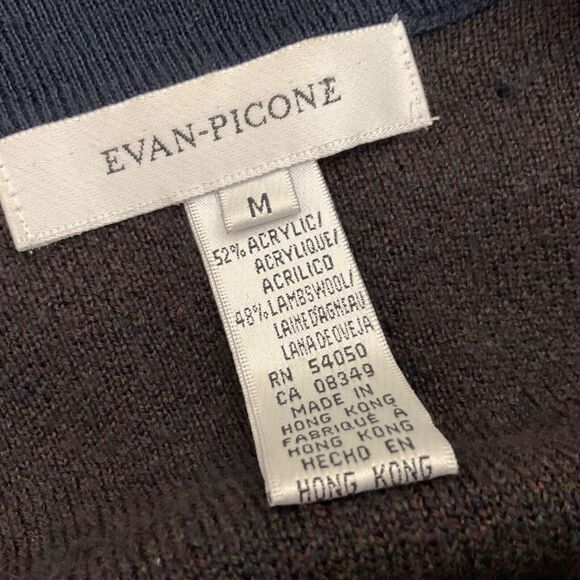 EVAN-PICONE
M
52% ACRYLIC/
ACRYLIQUE/
ACRILICO
48% LAMBSWOOL/
LAINE D'AGNEAU
LANA DE OVEJA
RN 54050
CA 08349
MADE IN
HONG KONG
FABRIQUÉ À
HONG KONG
HECHO EN
HONG KONG